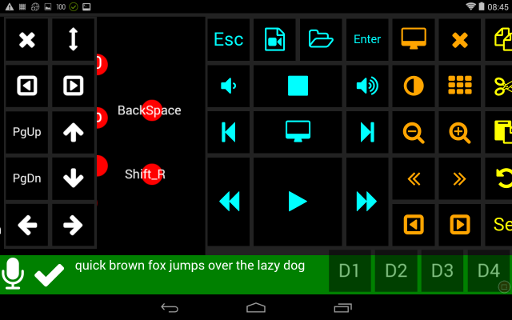 100 08:45
Esc Enter
BackSpace
PgUp
PgDn Shift_R
quick brown fox jumps over the lazy dog
D1 D2 D3 D4